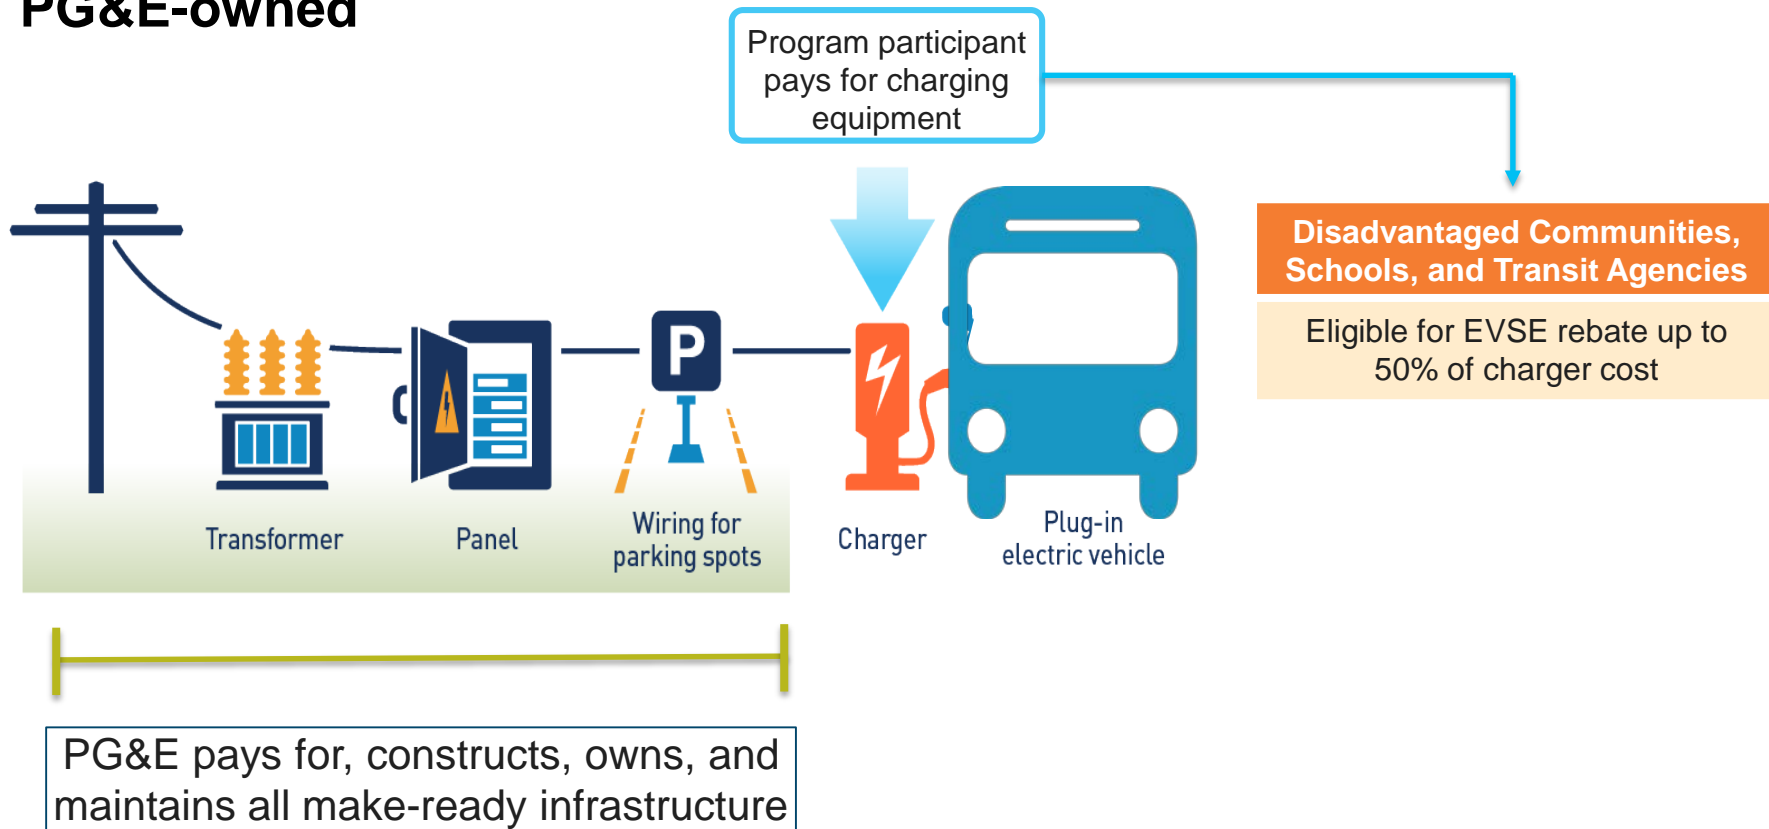 PG&E-owned
Program participant
pays for charging
equipment
Disadvantaged Communities,
Schools, and Transit Agencies
Eligible for EVSE rebate up to
50% of charger cost
P
Transformer
Panel
Wiring for
parking spots
Charger
Plug-in
electric vehicle
PG&E pays for, constructs, owns, and
maintains all make-ready infrastructure